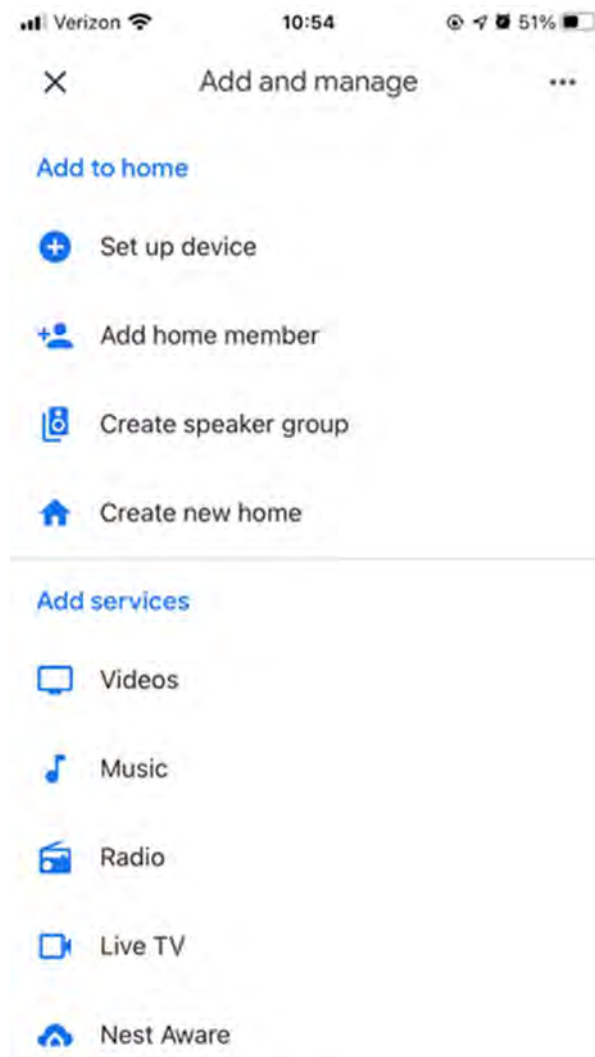 Verizon 10:54 51%
Add and manage
Add to home
Set up device
Add home member
Create speaker group
Create new home
Add services
Videos
Music
Radio
Live TV
Nest Aware